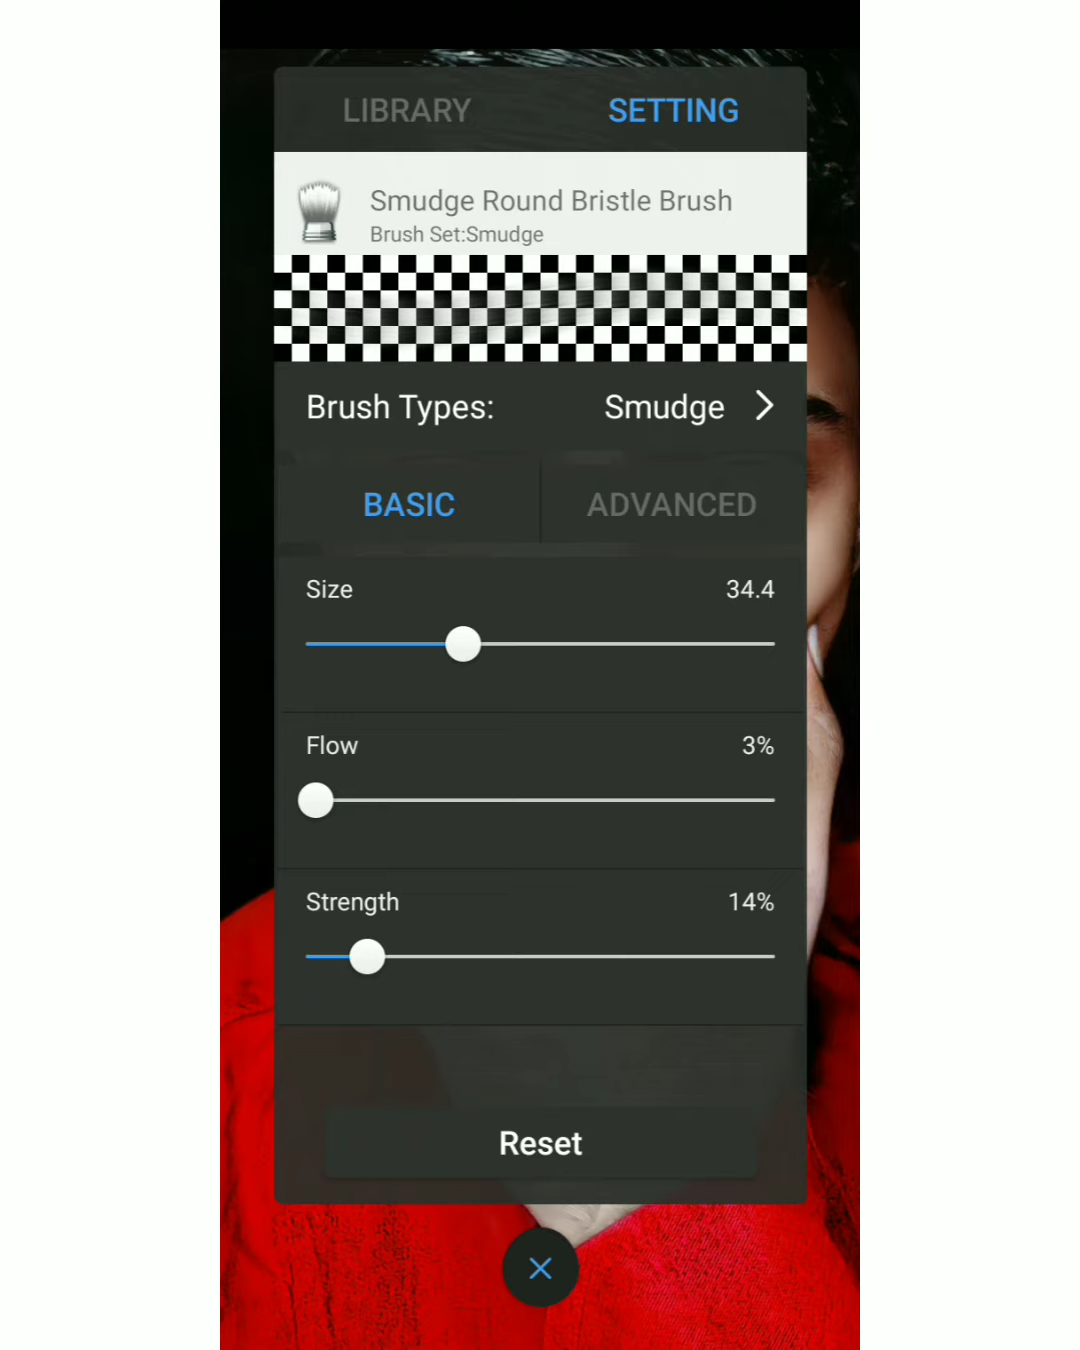 LIBRARY SETTING
Smudge Round Bristle Brush
Brush Set:Smudge
Brush Types: Smudge
BASIC ADVANCED
Size 34.4
Flow 3%
Strength 14%
Reset